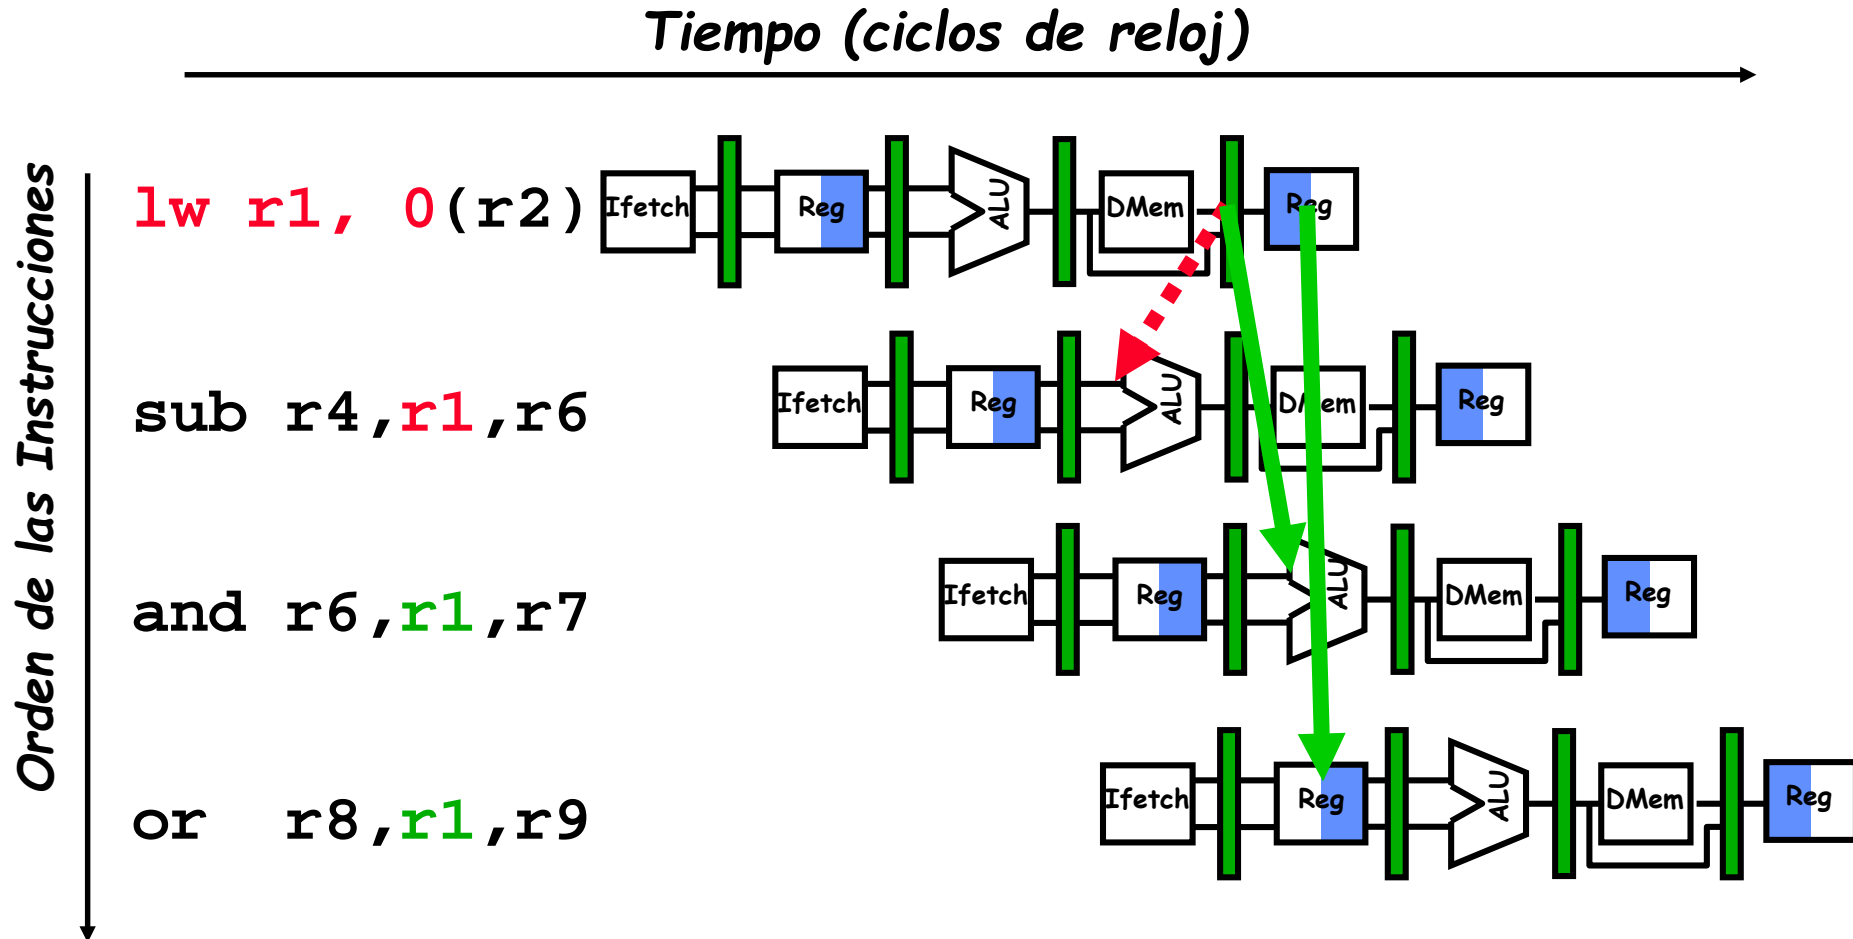 Tiempo (ciclos de reloj)
Orden de las Instrucciones
lw r1, 0(r2)
Ifetch Reg ALU DMem Reg
sub r4,r1,r6
Ifetch Reg ALU DMem Reg
and r6,r1,r7
Ifetch Reg ALU DMem Reg
or r8,r1,r9
Ifetch Reg ALU DMem Reg